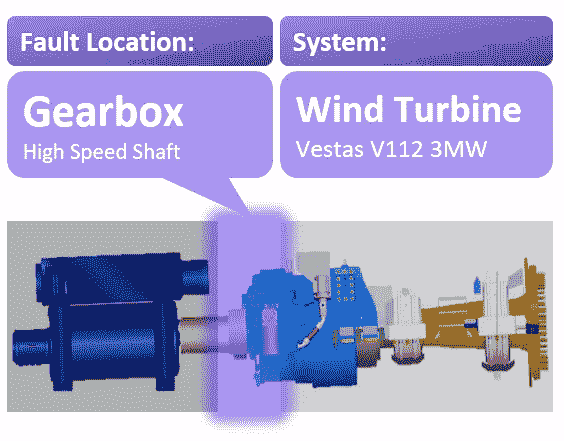 Fault Location:
System:
Gearbox
High Speed Shaft
Wind Turbine
Vestas V112 3MW